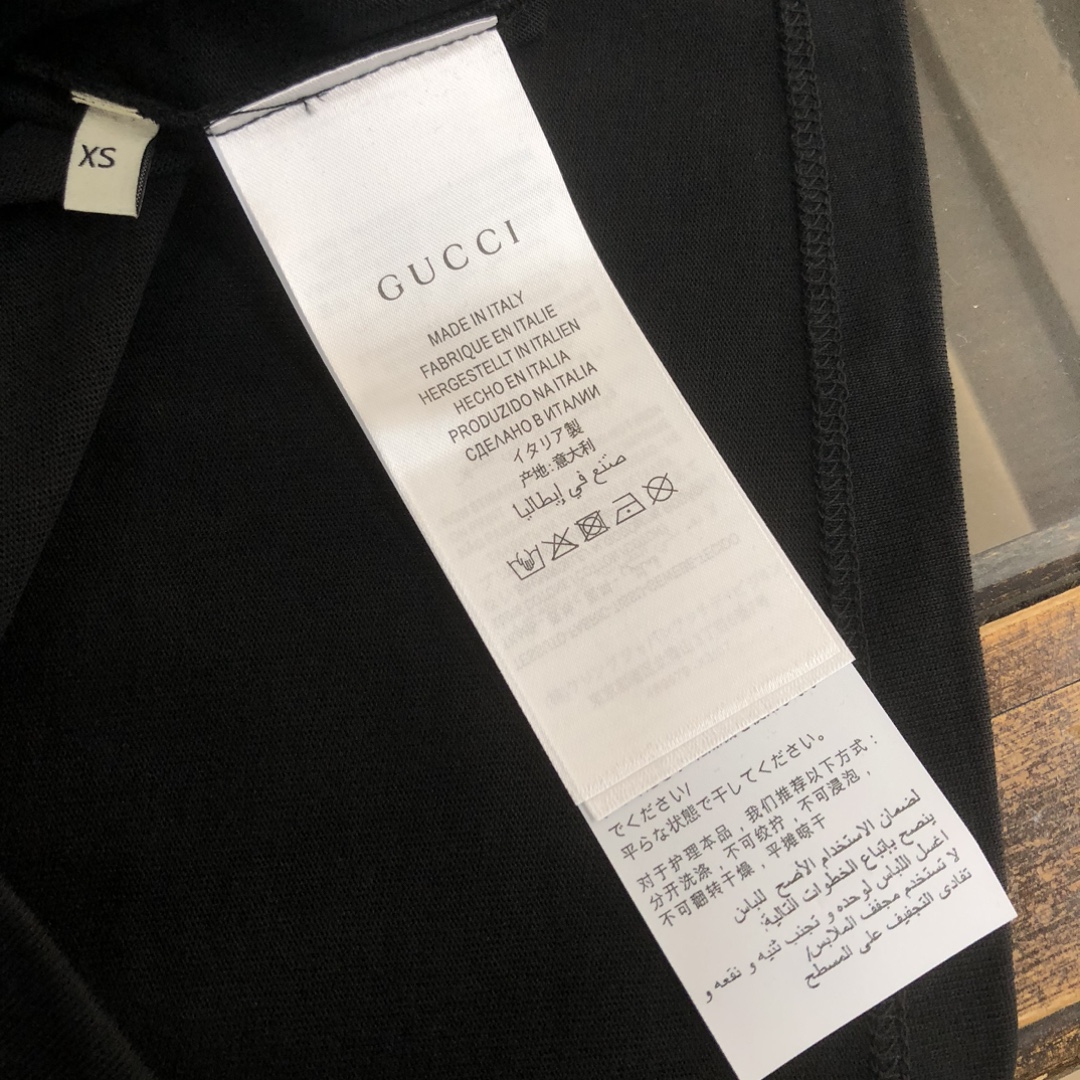 XS
GUCCI
MADE IN ITALY
FABRIQUE EN ITALIE
HERGESTELLT IN ITALIEN
HECHO EN ITALIA
PRODUZIDO NA ITALIA
СДЕЛАНО В ИТАЛИИ
イタリア製
产地:意大利
صنع في إيطاليا
でください/
平らな状態で干してください。
对于护理本品，我们推荐以下方式：
分开洗涤，不可绞拧，不可浸泡，
不可翻转干燥，平摊晾干
لضمان الاستخدام الأصح للباس
ينصح بإتباع الخطوات التالية:
اغسل اللباس لوحده و تجنب ثنيه و نقعه و
لا تستخدم مجفف الملابس/
تفادى التجفيف على المسطح